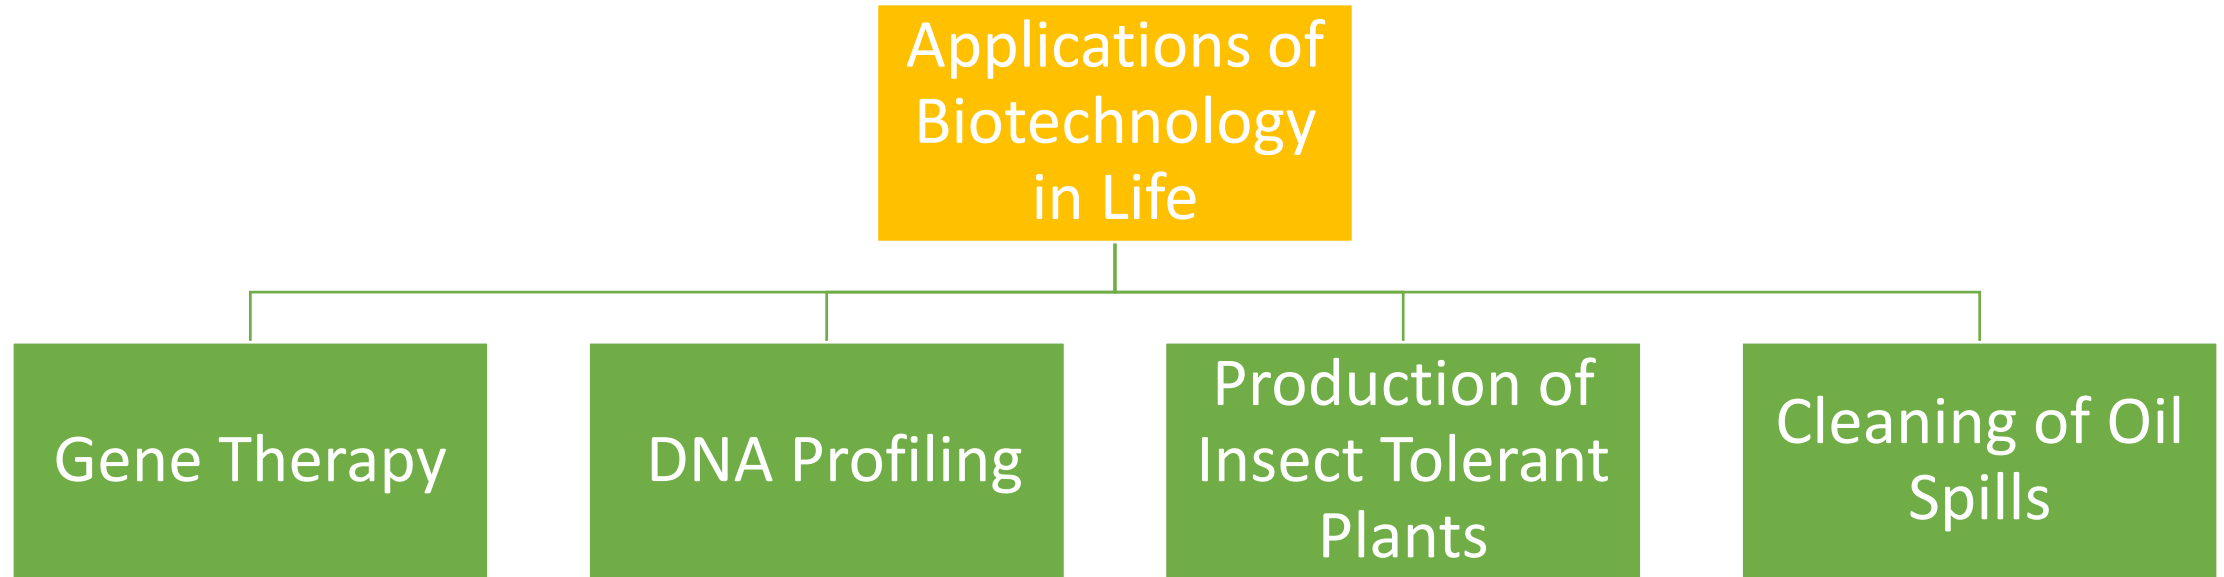 Applications of
Biotechnology
in Life
Gene Therapy
DNA Profiling
Production of
Insect Tolerant
Plants
Cleaning of Oil
Spills